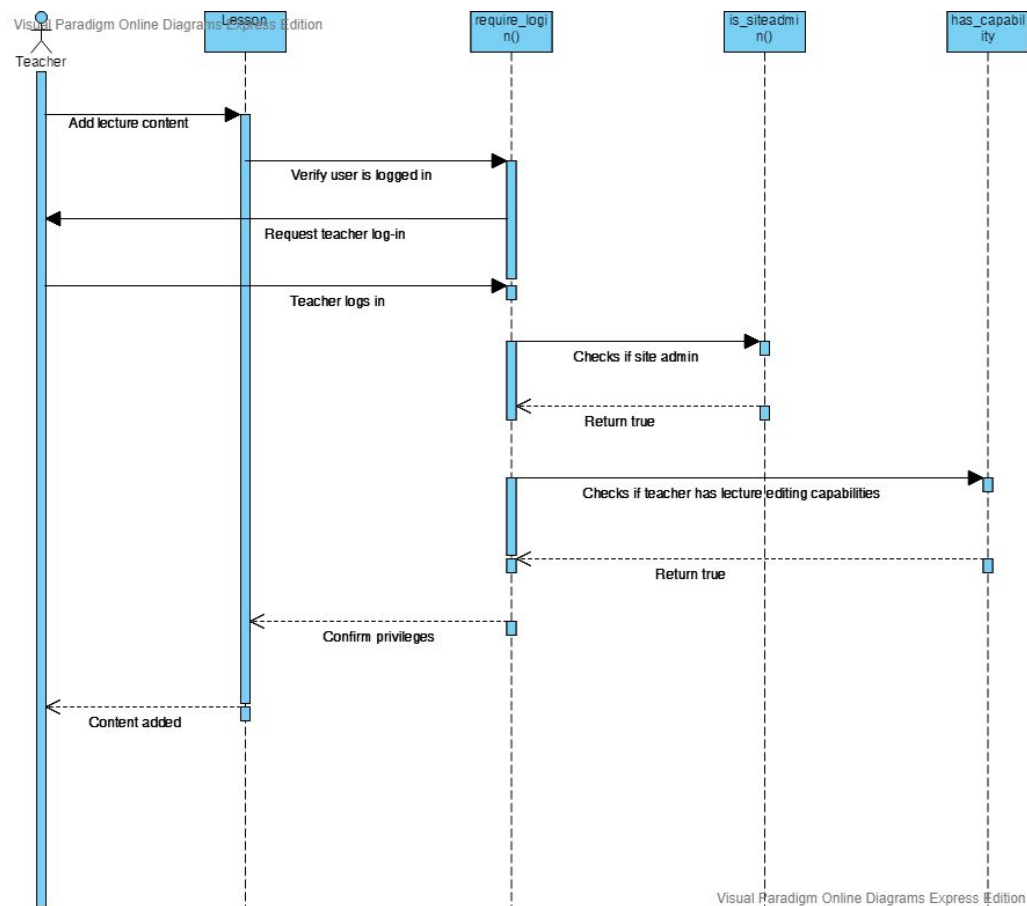 Visual Paradigm Online Diagrams Express Edition
Teacher
Lesson
require_logi
n()
is_siteadmi
n()
has_capabil
ity
Add lecture content
Verify user is logged in
Request teacher log-in
Teacher logs in
Checks if site admin
Return true
Checks if teacher has lecture editing capabilities
Return true
Confirm privileges
Content added
Visual Paradigm Online Diagrams Express Edition